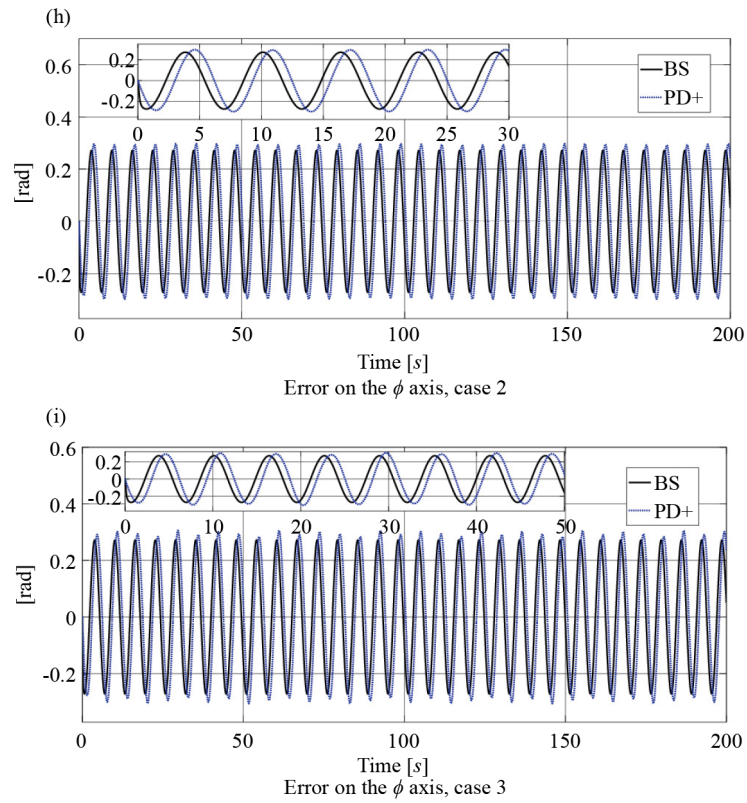 (h)
0.6
0.4
0.2
0
-0.2
[rad]
0.2
0
-0.2
0 5 10 15 20 25 30
BS
PD+
0 50 100 150 200
Time [s]
Error on the ϕ axis, case 2
(i)
0.6
0.4
0.2
0
-0.2
[rad]
0.2
0
-0.2
0 10 20 30 40 50
BS
PD+
0 50 100 150 200
Time [s]
Error on the ϕ axis, case 3